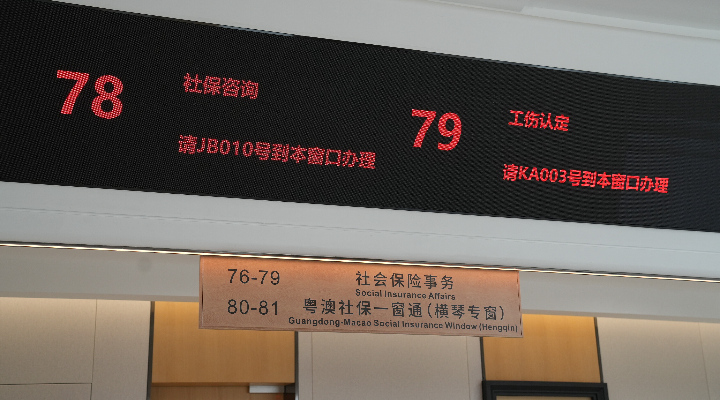 78 社保咨询
请JB010号到本窗口办理
79 工伤认定
请KA003号到本窗口办理
76-79 社会保险事务
Social Insurance Affairs
80-81 粤澳社保一窗通(横琴专窗)
Guangdong-Macao Social Insurance Window (Hengqin)